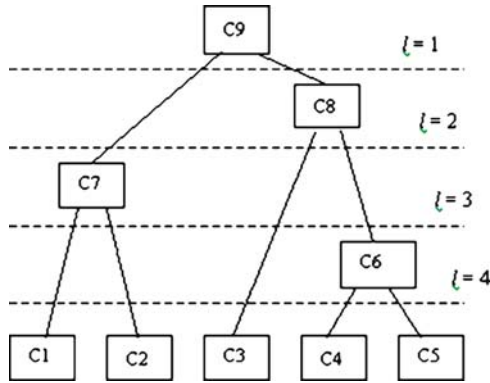 C9
l = 1
C8
l = 2
C7
l = 3
C6
l = 4
C1 C2 C3 C4 C5